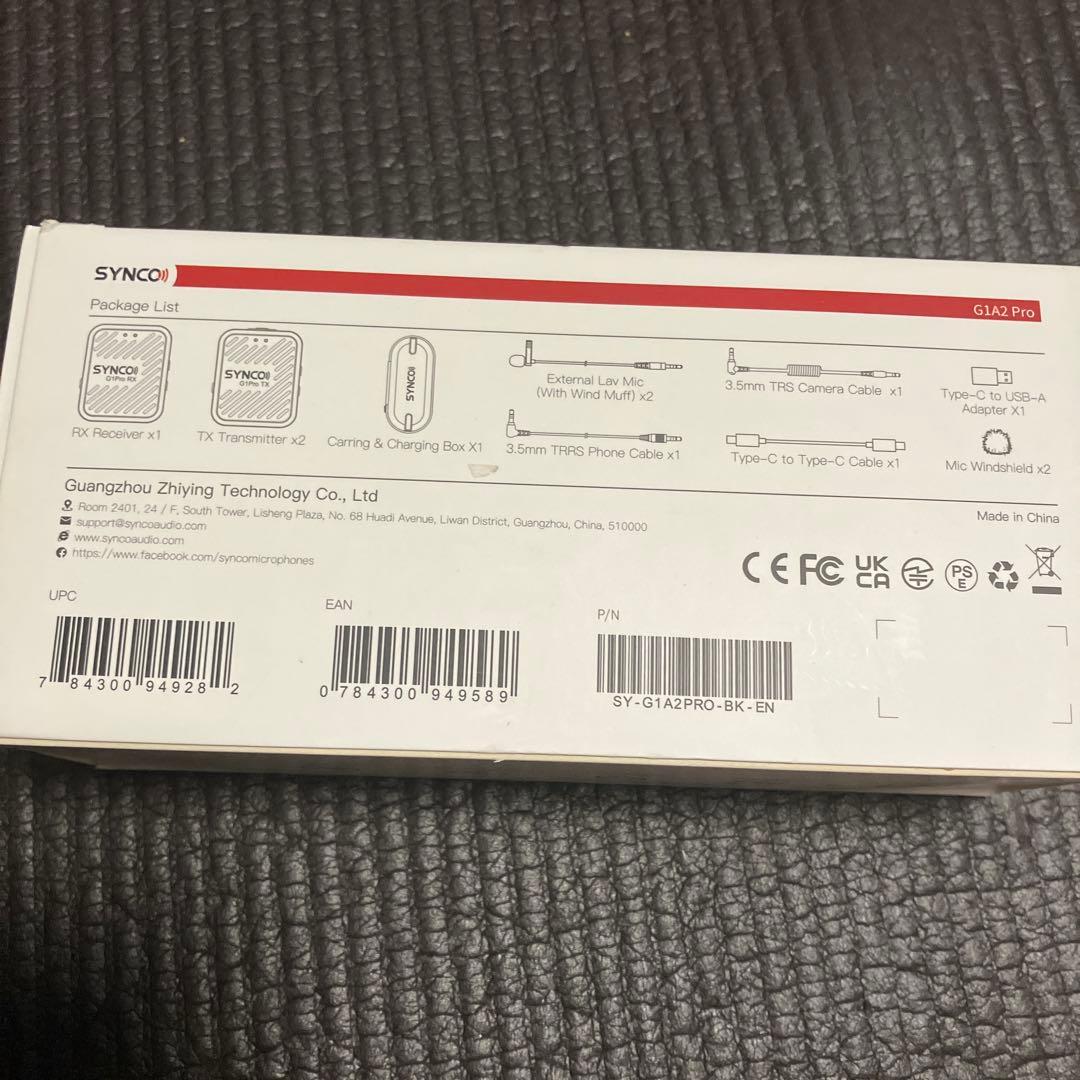 SYNCO
G1A2 Pro
Package List
SYNCO
G1Pro RX
SYNCO
G1Pro TX
SYNCO
RX Receiver x1
TX Transmitter x2
Carring & Charging Box X1
External Lav Mic
(With Wind Muff) x2
3.5mm TRRS Phone Cable x1
3.5mm TRS Camera Cable x1
Type-C to Type-C Cable x1
Type-C to USB-A
Adapter X1
Mic Windshield x2
Guangzhou Zhiying Technology Co., Ltd
Room 2401, 24 / F, South Tower, Lisheng Plaza, No. 68 Huadi Avenue, Liwan District, Guangzhou, China, 510000
support@syncoaudio.com
www.syncoaudio.com
https://www.facebook.com/syncomicrophones
Made in China
CE FC UK
CA
PS
E
UPC
7 84300 94928 2
EAN
0 784300 949589
P/N
SY-G1A2PRO-BK-EN